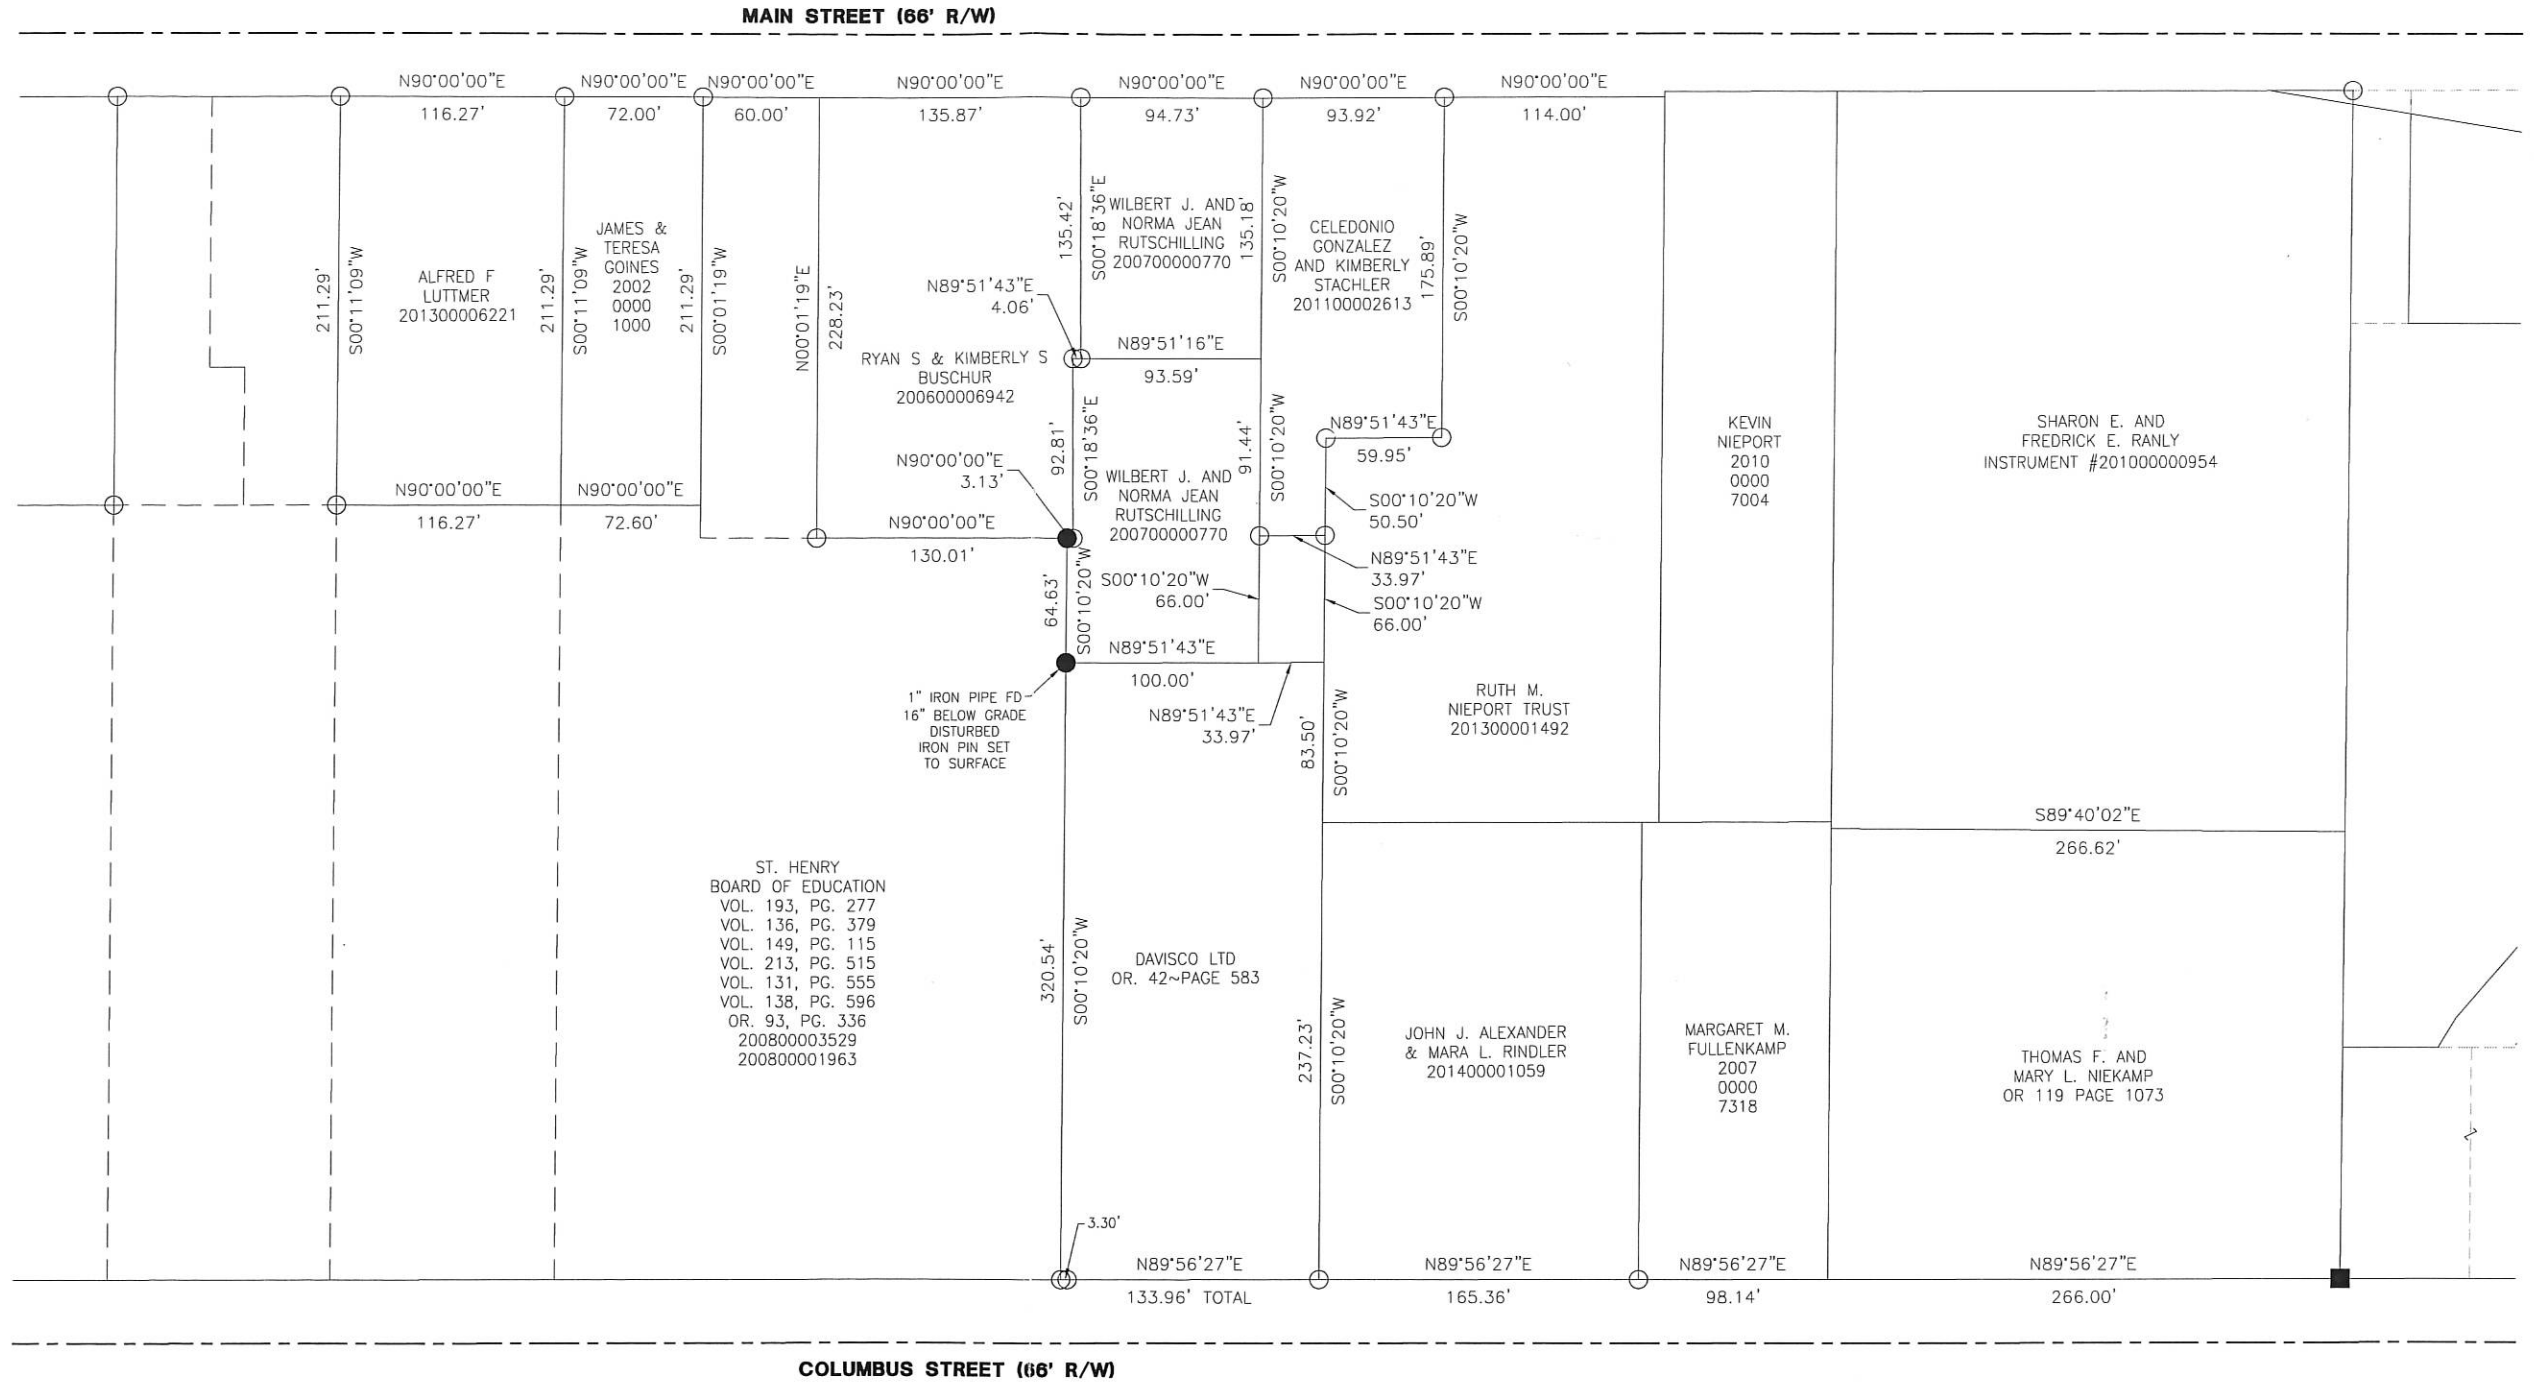 MAIN STREET (66' R/W)
N90°00'00"E
116.27'
N90°00'00"E
72.00'
N90°00'00"E
60.00'
N90°00'00"E
135.87'
N90°00'00"E
94.73'
N90°00'00"E
93.92'
N90°00'00"E
114.00'
211.29'
S00°11'09"W
ALFRED F
LUTTMER
201300006221
211.29'
S00°11'09"W
JAMES &
TERESA
GOINES
2002
0000
1000
211.29'
S00°01'19"W
N00°01'19"E
228.23'
RYAN S & KIMBERLY S
BUSCHUR
200600006942
135.42'
S00°18'36"E
WILBERT J. AND
NORMA JEAN
RUTSCHILLING
200700000770
135.18'
S00°10'20"W
CELEDONIO
GONZALEZ
AND KIMBERLY
STACHLER
201100002613
175.89'
S00°10'20"W
N89°51'43"E
4.06'
N89°51'16"E
93.59'
92.81'
S00°18'36"E
91.44'
S00°10'20"W
N89°51'43"E
59.95'
N90°00'00"E
3.13'
WILBERT J. AND
NORMA JEAN
RUTSCHILLING
200700000770
S00°10'20"W
50.50'
N90°00'00"E
116.27'
N90°00'00"E
72.60'
N90°00'00"E
130.01'
64.63'
S00°10'20"W
S00°10'20"W
66.00'
N89°51'43"E
33.97'
S00°10'20"W
66.00'
N89°51'43"E
100.00'
1" IRON PIPE FD
16" BELOW GRADE
DISTURBED
IRON PIN SET
TO SURFACE
N89°51'43"E
33.97'
83.50'
S00°10'20"W
RUTH M.
NIEPORT TRUST
201300001492
KEVIN
NIEPORT
2010
0000
7004
SHARON E. AND
FREDRICK E. RANLY
INSTRUMENT #201000000954
S89°40'02"E
266.62'
ST. HENRY
BOARD OF EDUCATION
VOL. 193, PG. 277
VOL. 136, PG. 379
VOL. 149, PG. 115
VOL. 213, PG. 515
VOL. 131, PG. 555
VOL. 138, PG. 596
OR. 93, PG. 336
200800003529
200800001963
320.54'
S00°10'20"W
DAVISCO LTD
OR. 42~PAGE 583
237.23'
S00°10'20"W
JOHN J. ALEXANDER
& MARA L. RINDLER
201400001059
MARGARET M.
FULLENKAMP
2007
0000
7318
THOMAS F. AND
MARY L. NIEKAMP
OR 119 PAGE 1073
3.30'
N89°56'27"E
133.96' TOTAL
N89°56'27"E
165.36'
N89°56'27"E
98.14'
N89°56'27"E
266.00'
COLUMBUS STREET (66' R/W)